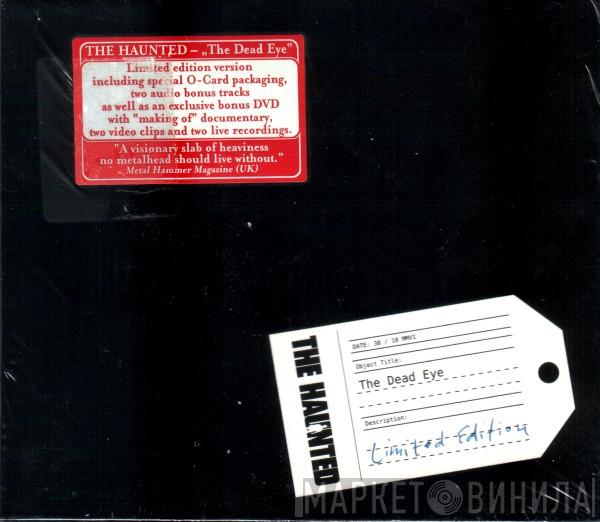 THE HAUNTED – „The Dead Eye"
Limited edition version
including special O-Card packaging,
two audio bonus tracks
as well as an exclusive bonus DVD
with "making of" documentary,
two video clips and two live recordings.
"A visionary slab of heaviness
no metalhead should live without."
Metal Hammer Magazine (UK)
THE HAUNTED
DATE: 30 / 10 MMVI
Object Title:
The Dead Eye
Description:
Limited Edition
МАРКЕТ ВИНИЛА